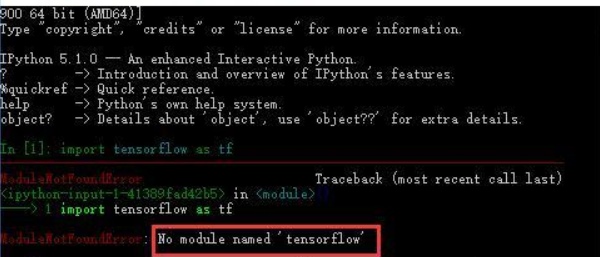 900 64 bit (AMD64)]
Type "copyright", "credits" or "license" for more information.
IPython 5.1.0 — An enhanced Interactive Python.
? -> Introduction and overview of IPython's features.
%quickref -> Quick reference.
help -> Python's own help system.
object? -> Details about 'object', use 'object??' for extra details.
In [1]: import tensorflow as tf
ModuleNotFoundError Traceback (most recent call last)
<ipython-input-1-41389fad42b5> in <module>()
----> 1 import tensorflow as tf
ModuleNotFoundError: No module named 'tensorflow'